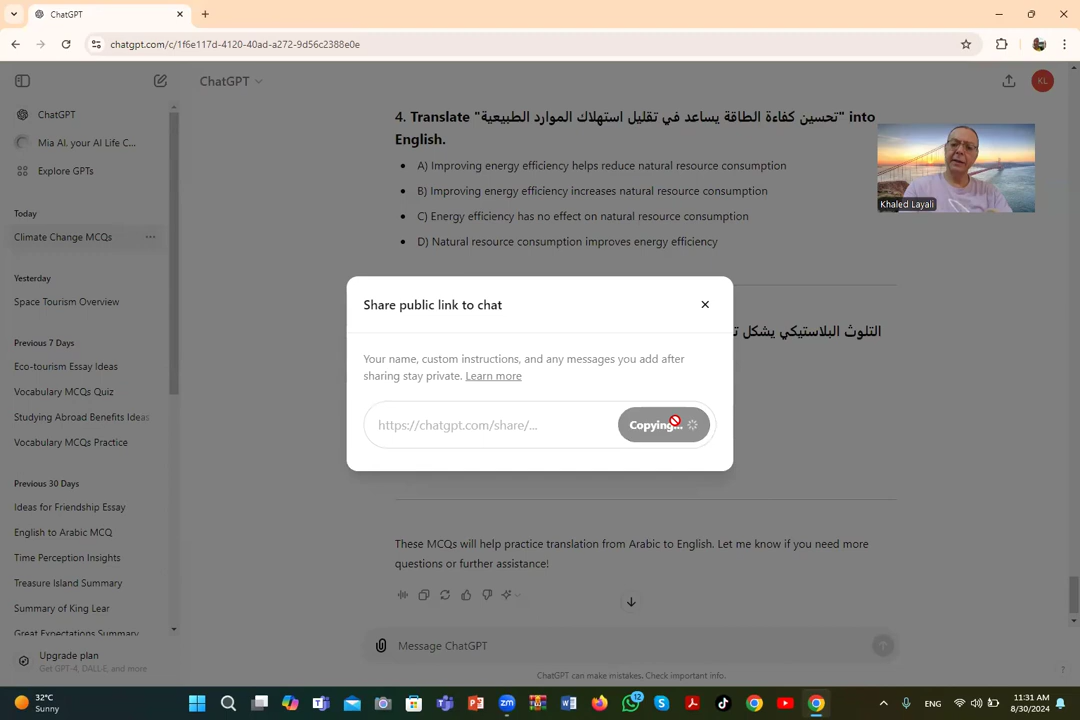 ChatGPT
chatgpt.com/c/1f6e117d-4120-40ad-a272-9d56c2388e0e
ChatGPT
KL
ChatGPT
Mia AI. your AI Life C...
Explore GPTs
Today
Climate Change MCQs
Yesterday
Space Tourism Overview
Previous 7 Days
Eco-tourism Essay Ideas
Vocabulary MCQs Quiz
Studying Abroad Benefits Ideas
Vocabulary MCQs Practice
Previous 30 Days
Ideas for Friendship Essay
English to Arabic MCQ
Time Perception Insights
Treasure Island Summary
Summary of King Lear
Great Expectations Summary
Upgrade plan
Get GPT-4, DALL·E, and more
4. Translate "تحسين كفاءة الطاقة يساعد في تقليل استهلاك الموارد الطبيعية" into
English.
A) Improving energy efficiency helps reduce natural resource consumption
B) Improving energy efficiency increases natural resource consumption
C) Energy efficiency has no effect on natural resource consumption
D) Natural resource consumption improves energy efficiency
Khaled Layali
Share public link to chat
التلوث البلاستيكي يشكل
Your name, custom instructions, and any messages you add after
sharing stay private. Learn more
https://chatgpt.com/share/...
Copying...
These MCQs will help practice translation from Arabic to English. Let me know if you need more
questions or further assistance!
Message ChatGPT
ChatGPT can make mistakes. Check important info.
?
32°C
Sunny
12
ENG
11:31 AM
8/30/2024